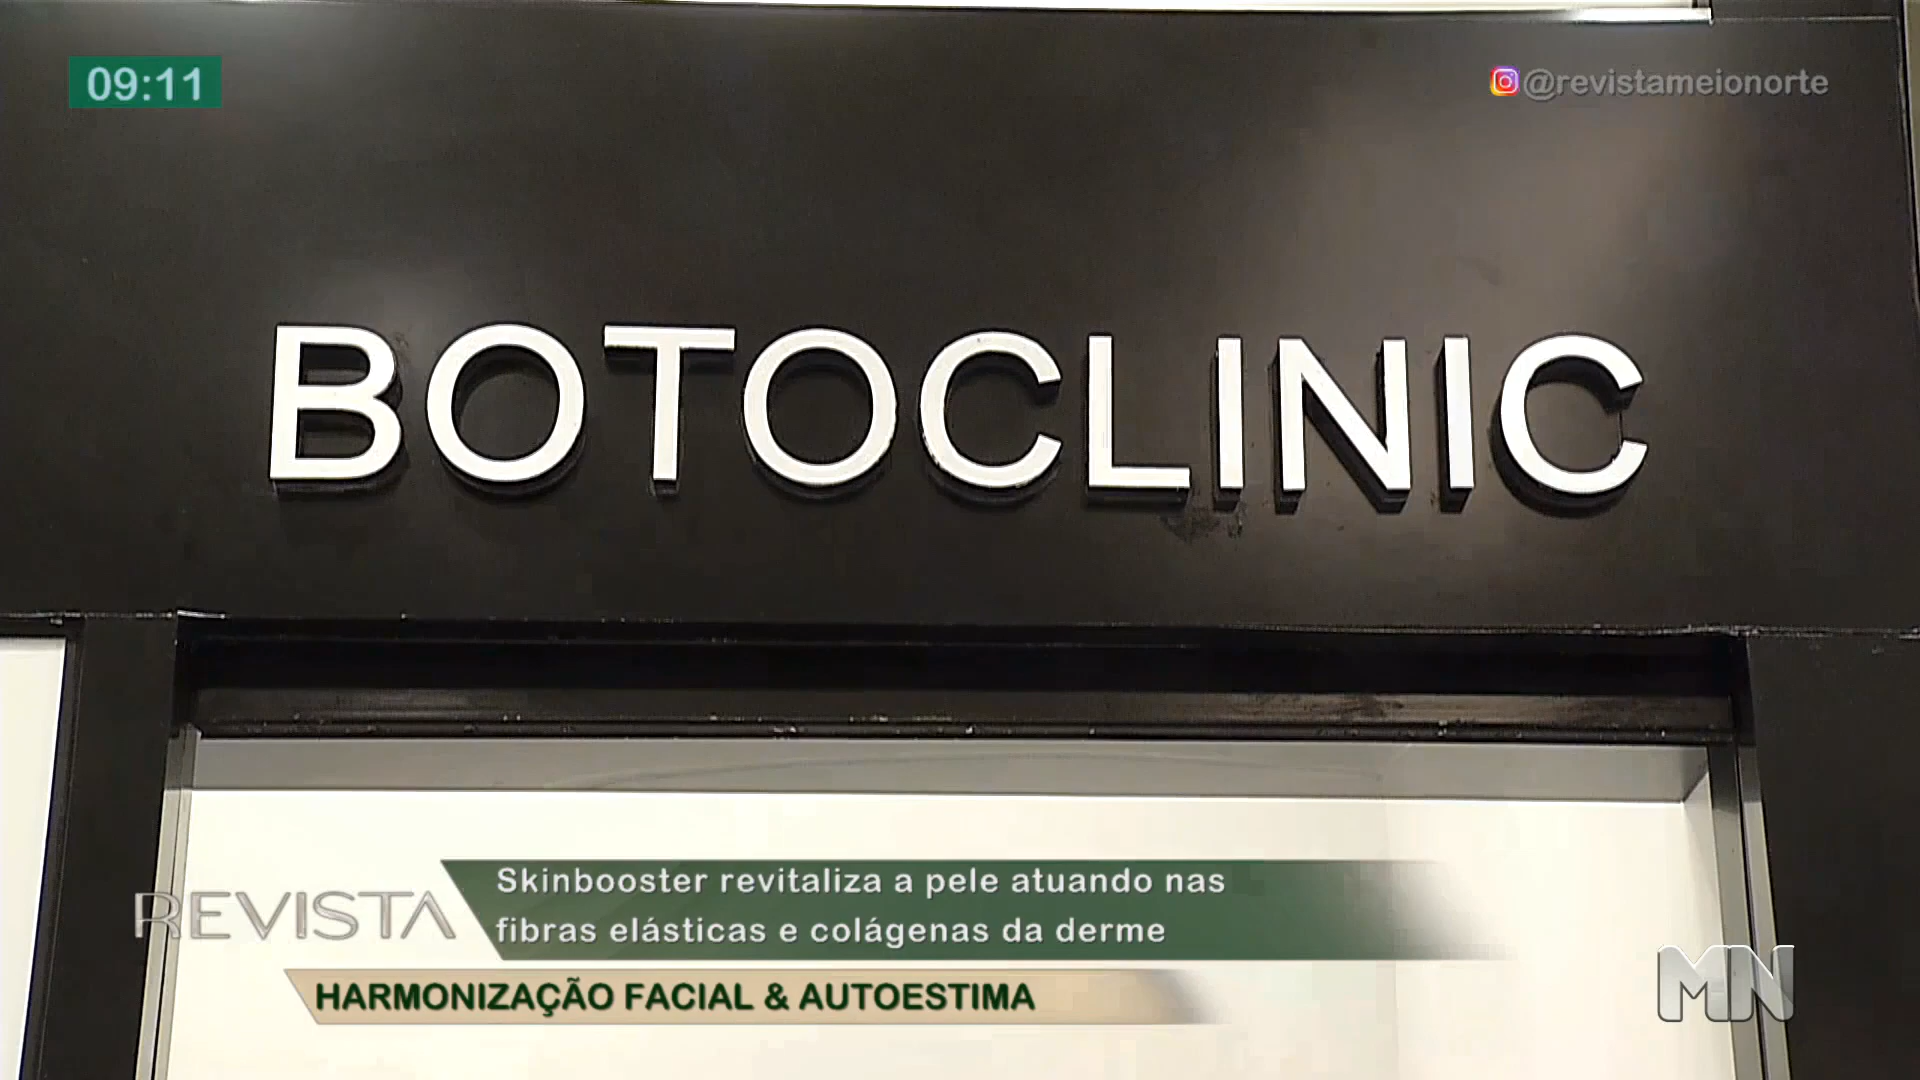 09:11
@revistameionorte
BOTOCLINIC
REVISTA
Skinbooster revitaliza a pele atuando nas
fibras elásticas e colágenas da derme
HARMONIZAÇÃO FACIAL & AUTOESTIMA
MN